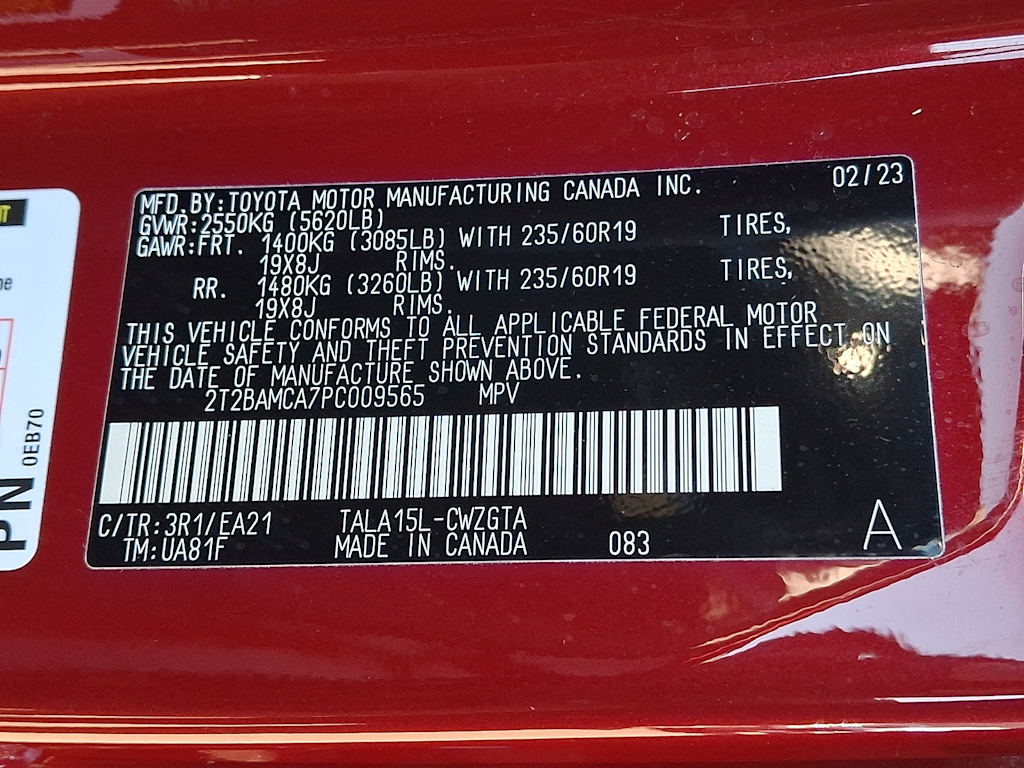 MFD. BY:TOYOTA MOTOR MANUFACTURING CANADA INC. 02/23
GVWR:2550KG (5620LB)
GAWR:FRT. 1400KG (3085LB) WITH 235/60R19 TIRES,
19X8J RIMS.
RR. 1480KG (3260LB) WITH 235/60R19 TIRES,
19X8J RIMS.
THIS VEHICLE CONFORMS TO ALL APPLICABLE FEDERAL MOTOR
VEHICLE SAFETY AND THEFT PREVENTION STANDARDS IN EFFECT ON
THE DATE OF MANUFACTURE SHOWN ABOVE.
2T2BAMCA7PC009565 MPV
C/TR:3R1/EA21 TALA15L-CWZGTA
TM:UA81F MADE IN CANADA 083 A
PN 0EB70